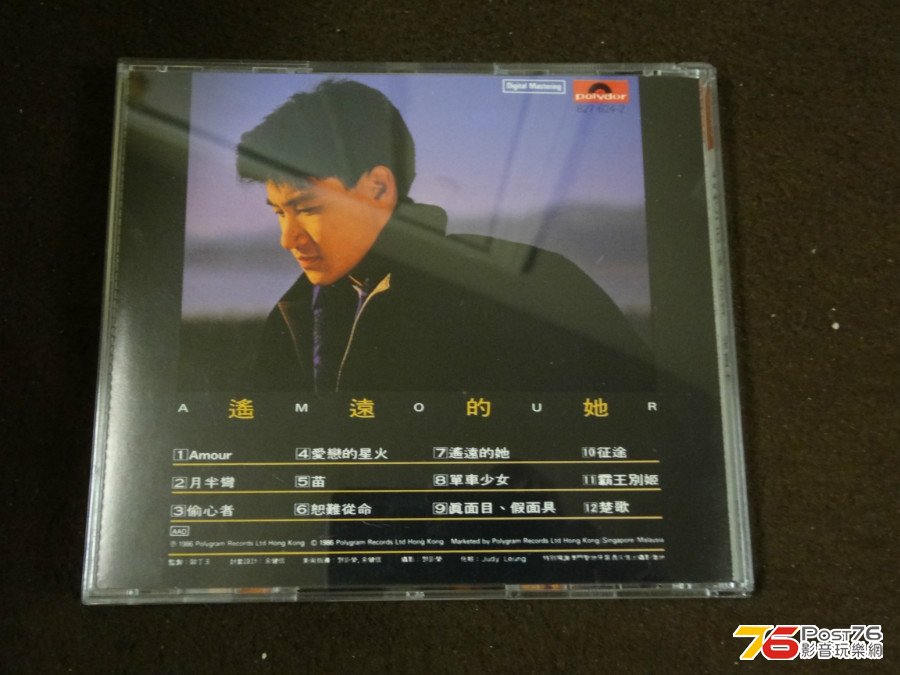 Digital Mastering
polydor
827 624-2
A 遙 M 遠 O 的 U 她 R
1 Amour 4 愛戀的星火 7 遙遠的她 10 征途
2 月半彎 5 苗 8 單車少女 11 霸王別姬
3 偷心者 6 恕難從命 9 眞面目、假面具 12 楚歌
AAD
℗ 1986 Polygram Records Ltd Hong Kong © 1986 Polygram Records Ltd Hong Kong Marketed by Polygram Records Ltd Hong Kong/Singapore/Malaysia
Judy Leung
76 Post76
影音玩樂網